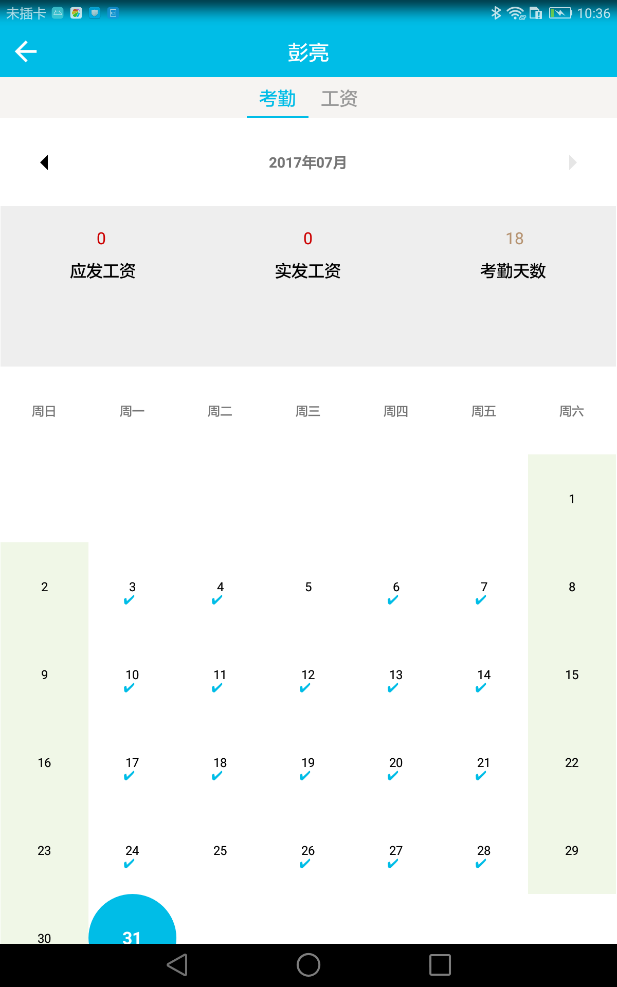 未插卡 10:36
彭亮
考勤 工资
2017年07月
0 0 18
应发工资 实发工资 考勤天数
周日 周一 周二 周三 周四 周五 周六
1
2 3 4 5 6 7 8
9 10 11 12 13 14 15
16 17 18 19 20 21 22
23 24 25 26 27 28 29
30 31